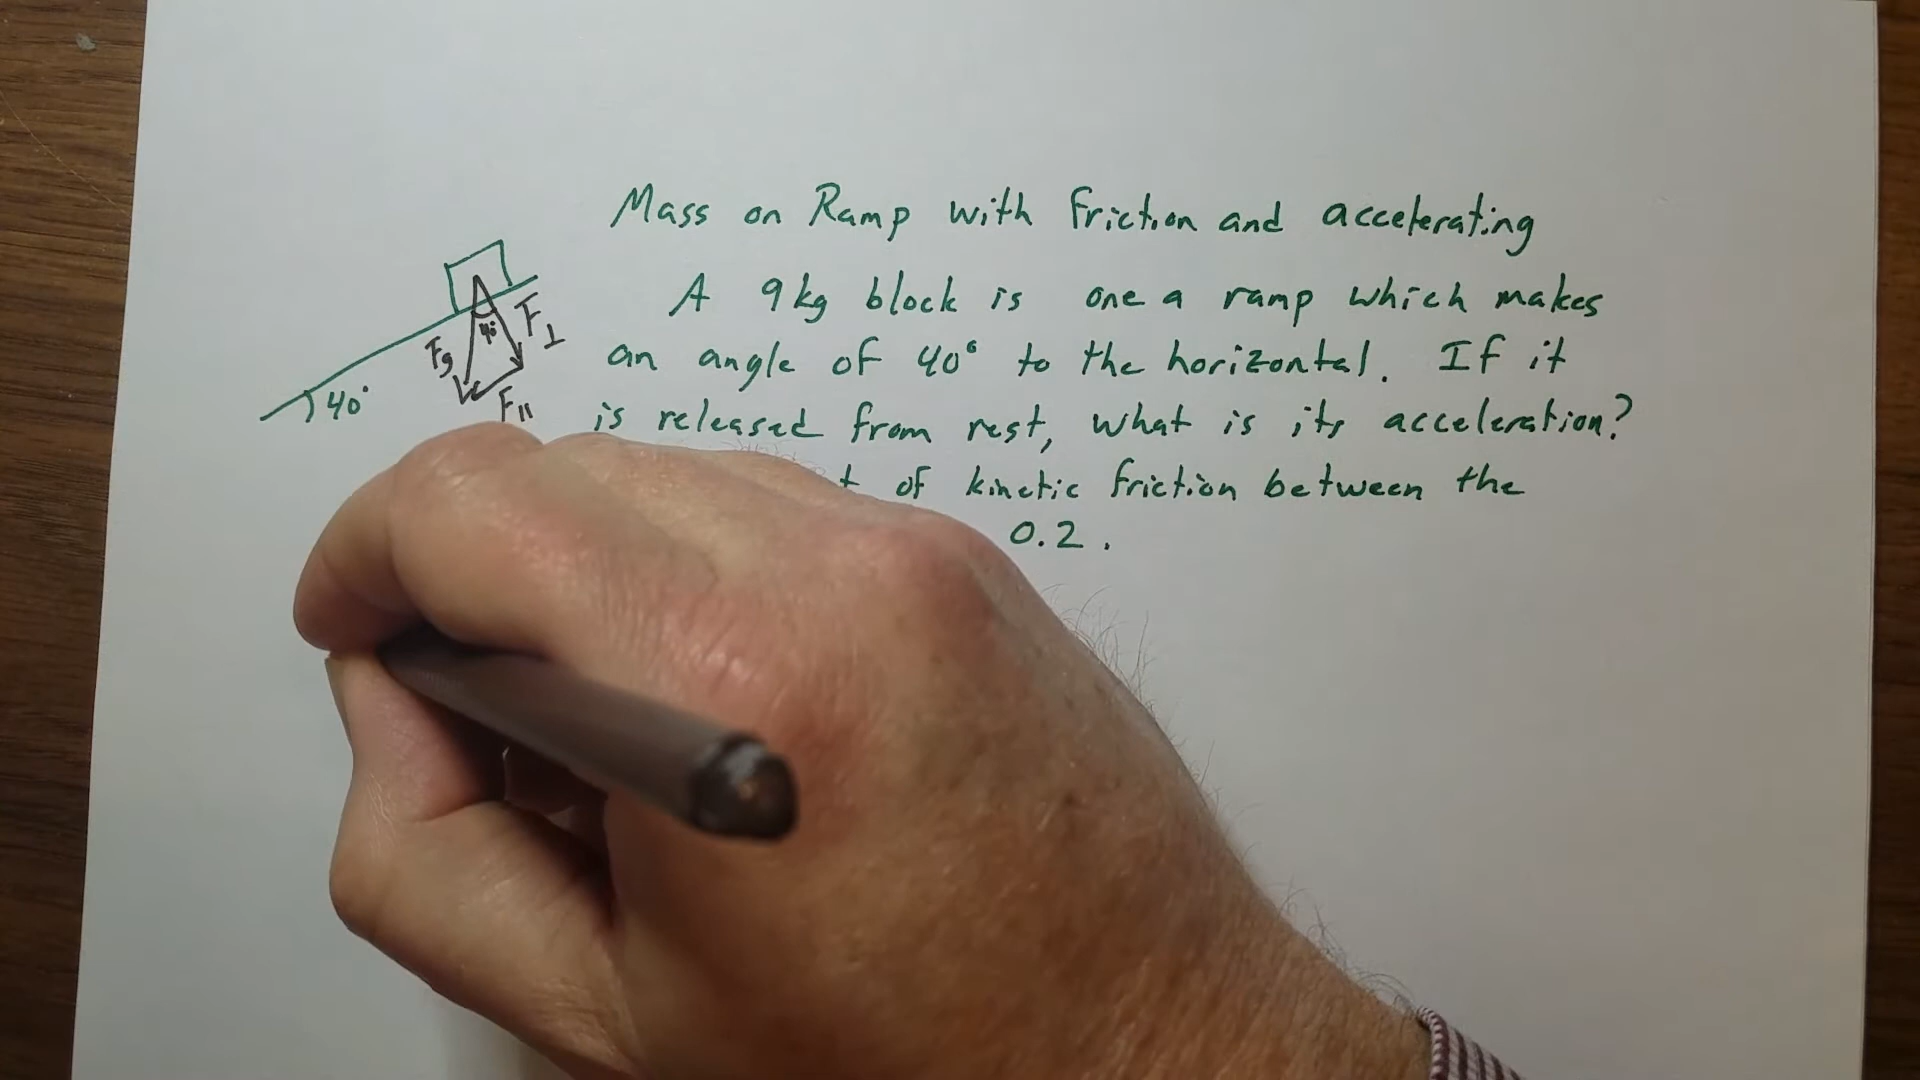 Mass on Ramp with friction and accelerating
A 9kg block is one a ramp which makes
an angle of 40° to the horizontal. If it
is released from rest, what is its acceleration?
of kinetic friction between the
0.2.
40°
Fg
40°
F⊥
F||